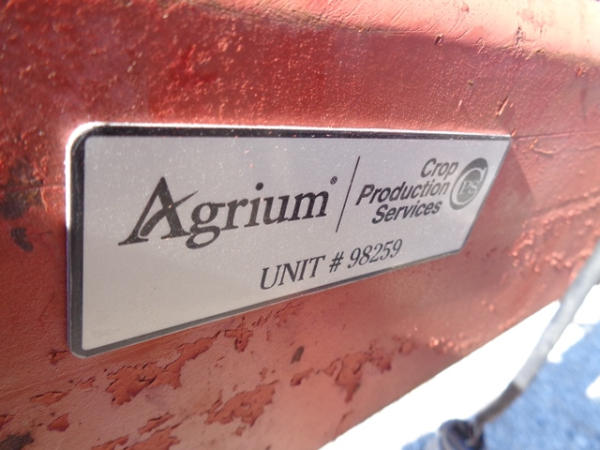 Agrium®
Crop
Production
Services
CPS
UNIT # 98259